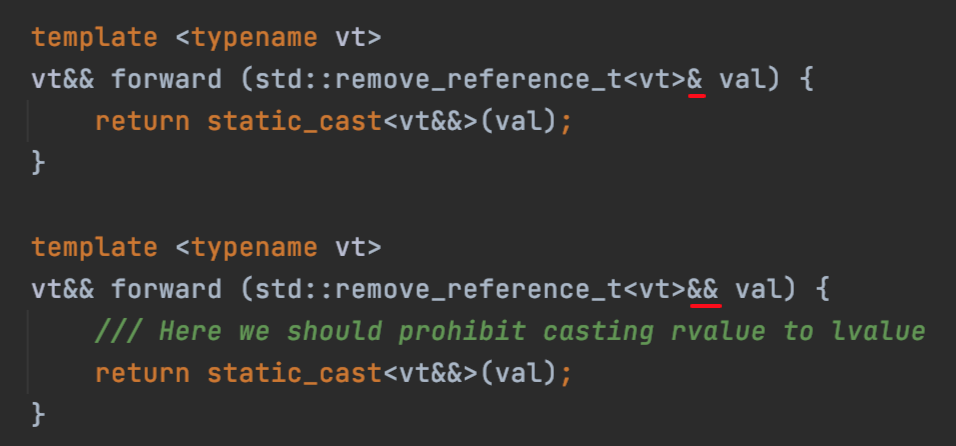 template <typename vt>
vt&& forward (std::remove_reference_t<vt>& val) {
    return static_cast<vt&&>(val);
}

template <typename vt>
vt&& forward (std::remove_reference_t<vt>&& val) {
    /// Here we should prohibit casting rvalue to lvalue
    return static_cast<vt&&>(val);
}